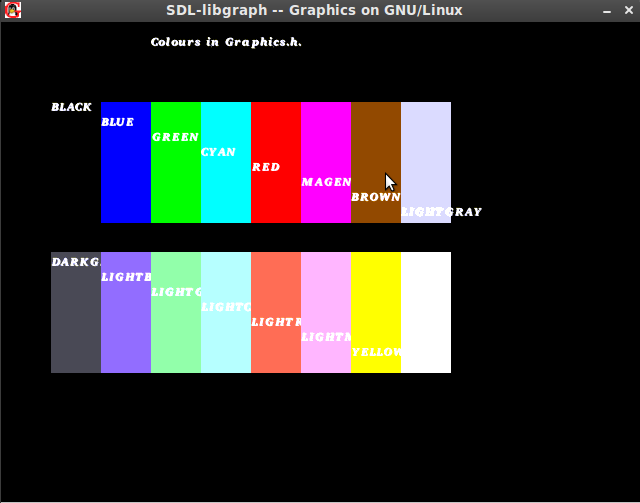 SDL-libgraph -- Graphics on GNU/Linux
Colours in Graphics.h.
BLACK
BLUE
GREEN
CYAN
RED
MAGEN
BROWN
LIGHTGRAY
DARKG
LIGHTB
LIGHTG
LIGHTC
LIGHTR
LIGHTM
YELLOW